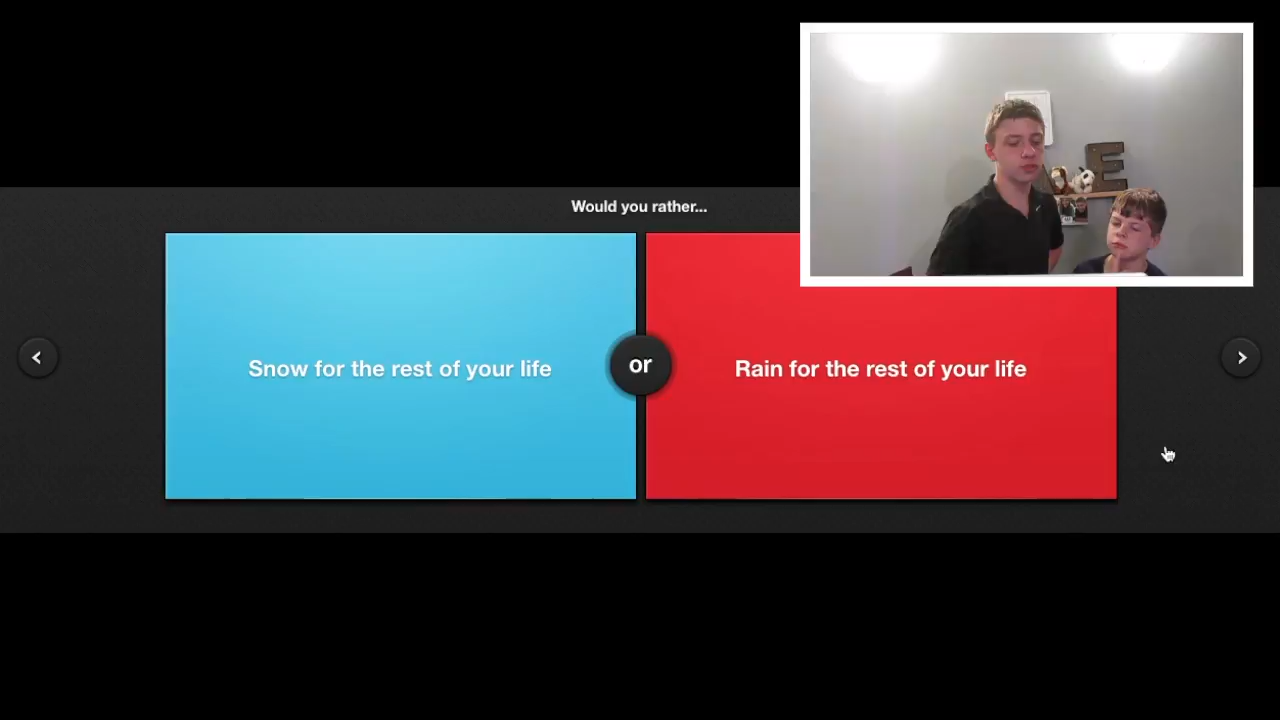 Would you rather...
Snow for the rest of your life
or
Rain for the rest of your life
E